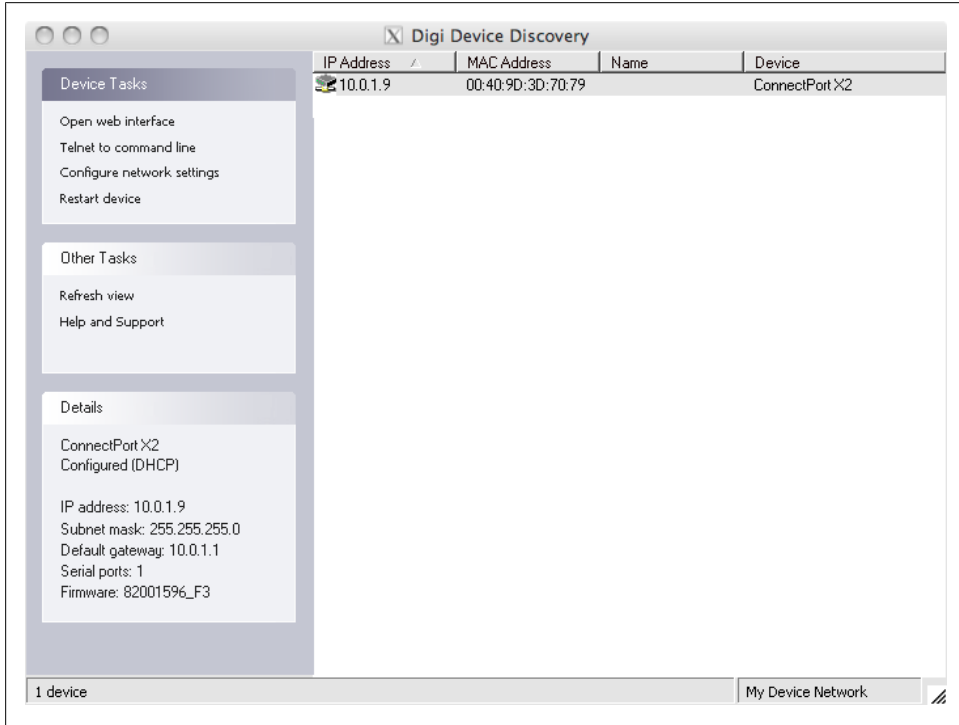 Digi Device Discovery
IP Address MAC Address Name Device
10.0.1.9 00:40:9D:3D:70:79 ConnectPort X2
Device Tasks
Open web interface
Telnet to command line
Configure network settings
Restart device
Other Tasks
Refresh view
Help and Support
Details
ConnectPort X2
Configured (DHCP)
IP address: 10.0.1.9
Subnet mask: 255.255.255.0
Default gateway: 10.0.1.1
Serial ports: 1
Firmware: 82001596_F3
1 device My Device Network